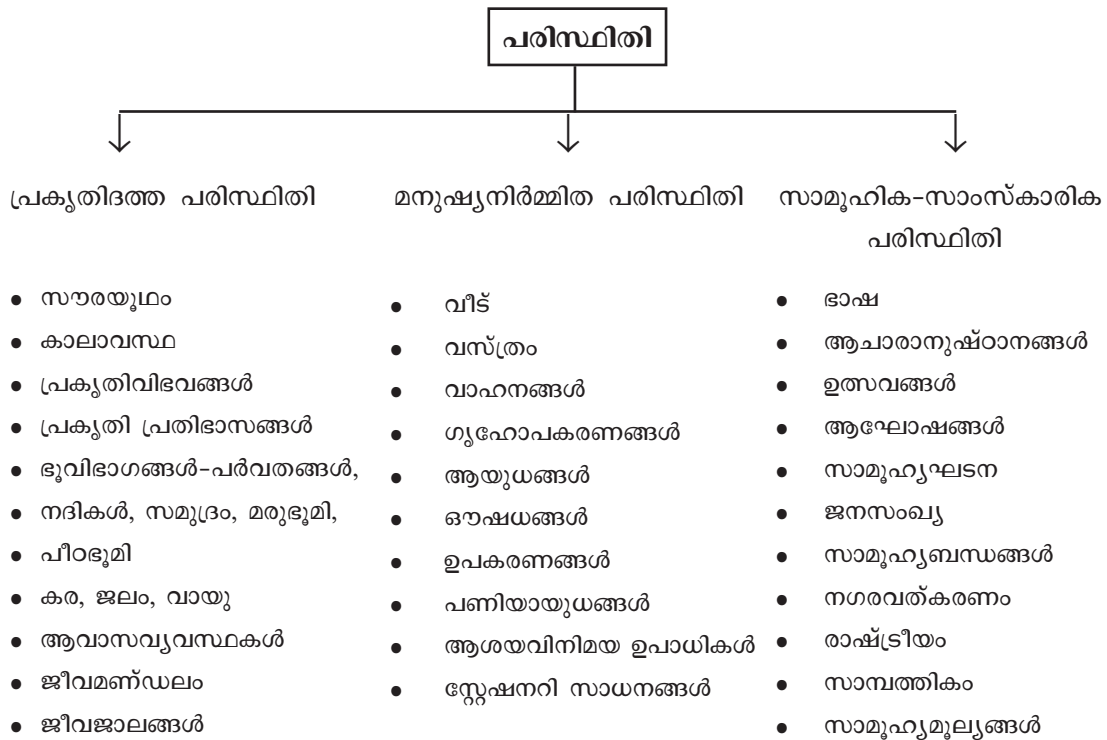 പരിസ്ഥിതി
പ്രകൃതിദത്ത പരിസ്ഥിതി
● സൗരയൂഥം
● കാലാവസ്ഥ
● പ്രകൃതിവിഭവങ്ങൾ
● പ്രകൃതി പ്രതിഭാസങ്ങൾ
● ഭൂവിഭാഗങ്ങൾ-പർവതങ്ങൾ,
● നദികൾ, സമുദ്രം, മരുഭൂമി,
● പീഠഭൂമി
● കര, ജലം, വായു
● ആവാസവ്യവസ്ഥകൾ
● ജീവമണ്ഡലം
● ജീവജാലങ്ങൾ
മനുഷ്യനിർമ്മിത പരിസ്ഥിതി
● വീട്
● വസ്ത്രം
● വാഹനങ്ങൾ
● ഗൃഹോപകരണങ്ങൾ
● ആയുധങ്ങൾ
● ഔഷധങ്ങൾ
● ഉപകരണങ്ങൾ
● പണിയായുധങ്ങൾ
● ആശയവിനിമയ ഉപാധികൾ
● സ്റ്റേഷനറി സാധനങ്ങൾ
സാമൂഹിക-സാംസ്കാരിക
പരിസ്ഥിതി
● ഭാഷ
● ആചാരാനുഷ്ഠാനങ്ങൾ
● ഉത്സവങ്ങൾ
● ആഘോഷങ്ങൾ
● സാമൂഹ്യഘടന
● ജനസംഖ്യ
● സാമൂഹ്യബന്ധങ്ങൾ
● നഗരവത്കരണം
● രാഷ്ട്രീയം
● സാമ്പത്തികം
● സാമൂഹ്യമൂല്യങ്ങൾ